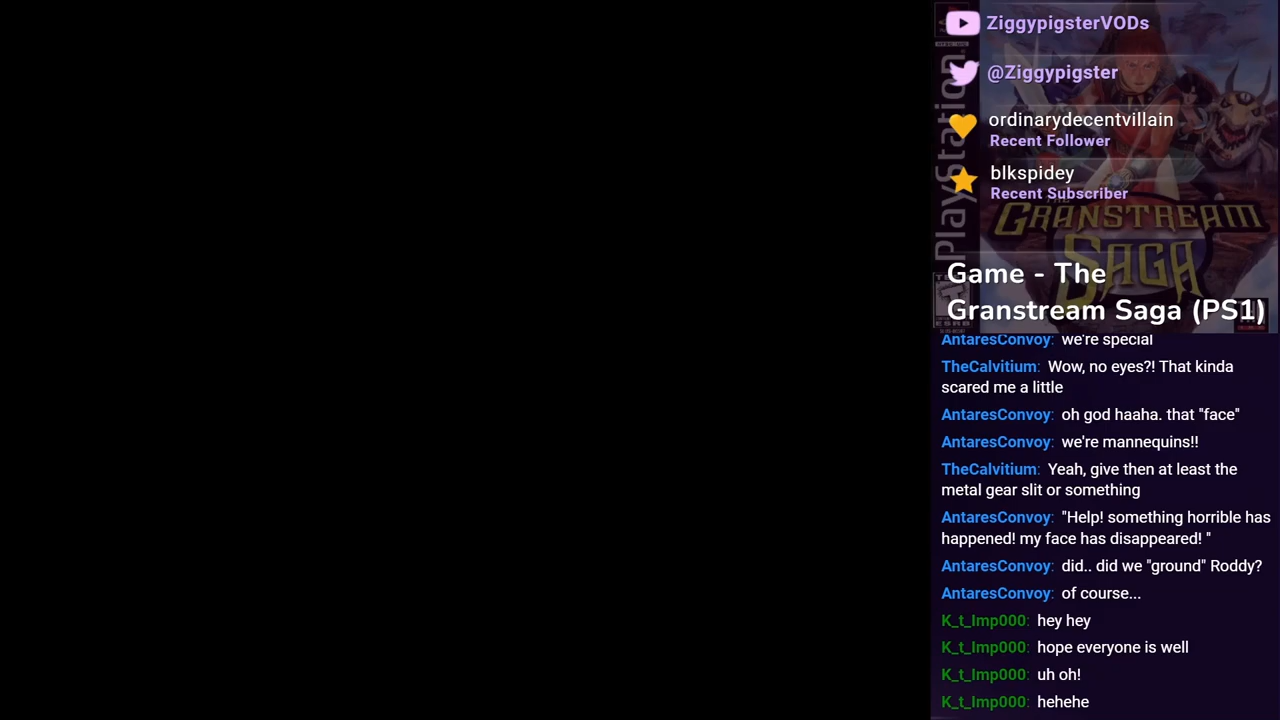 ZiggypigsterVODs
@Ziggypigster
ordinarydecentvillain
Recent Follower
blkspidey
Recent Subscriber
PlayStation
THE
GRANSTREAM
SAGA
Game - The
Granstream Saga (PS1)
AntaresConvoy: we're special
TheCalvitium: Wow, no eyes?! That kinda
scared me a little
AntaresConvoy: oh god haaha. that "face"
AntaresConvoy: we're mannequins!!
TheCalvitium: Yeah, give then at least the
metal gear slit or something
AntaresConvoy: "Help! something horrible has
happened! my face has disappeared! "
AntaresConvoy: did.. did we "ground" Roddy?
AntaresConvoy: of course...
K_t_Imp000: hey hey
K_t_Imp000: hope everyone is well
K_t_Imp000: uh oh!
K_t_Imp000: hehehe